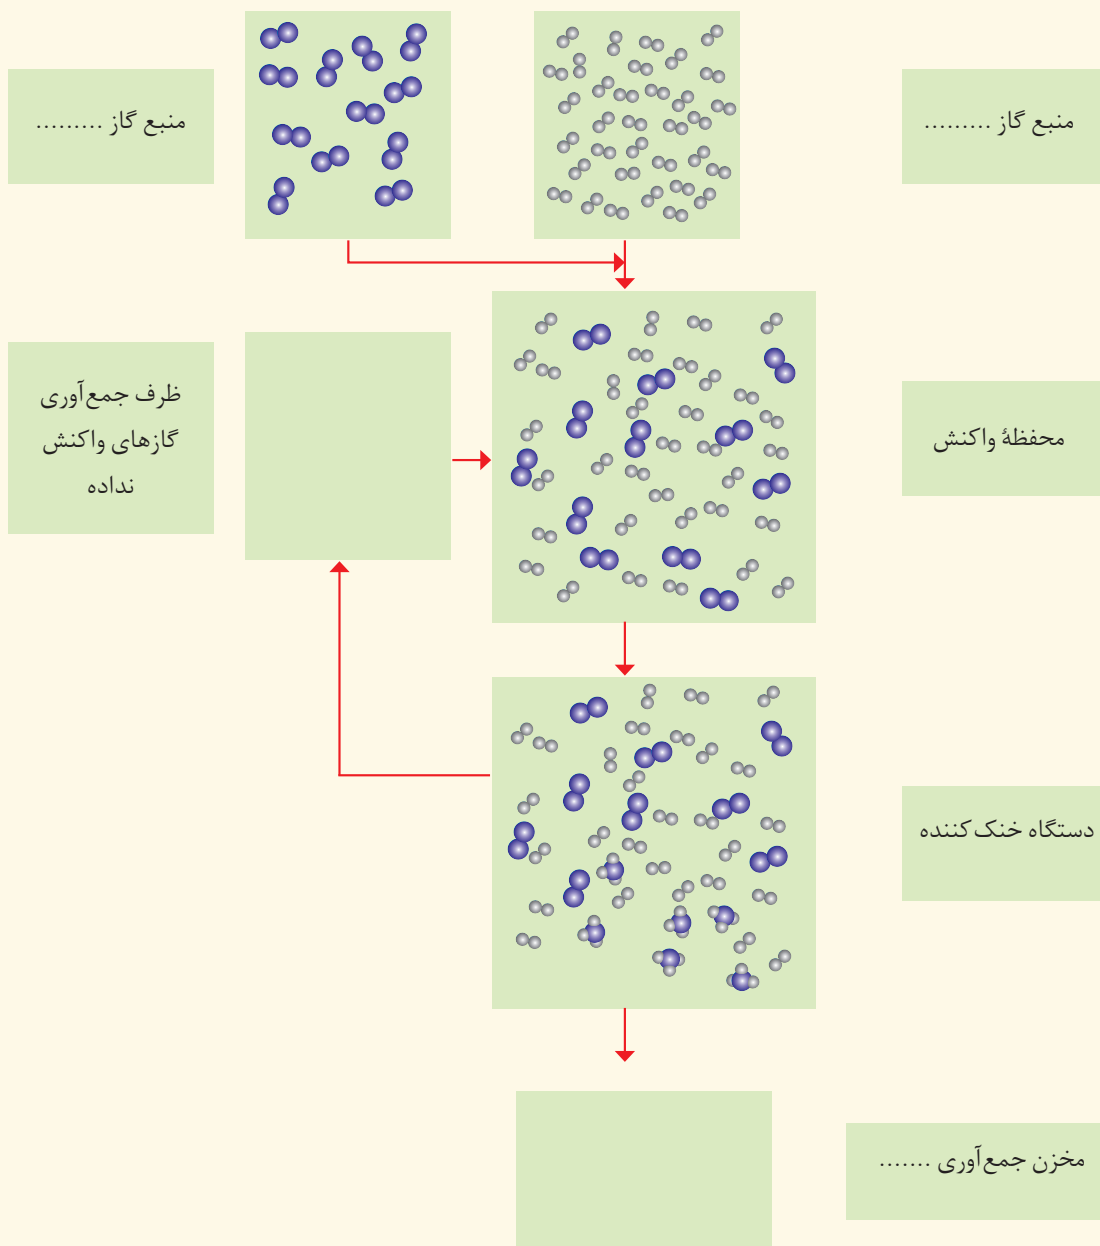 منبع گاز .........
منبع گاز .........
ظرف جمع‌آوری
گازهای واکنش
نداده
محفظهٔ واکنش
دستگاه خنک‌کننده
مخزن جمع‌آوری .......